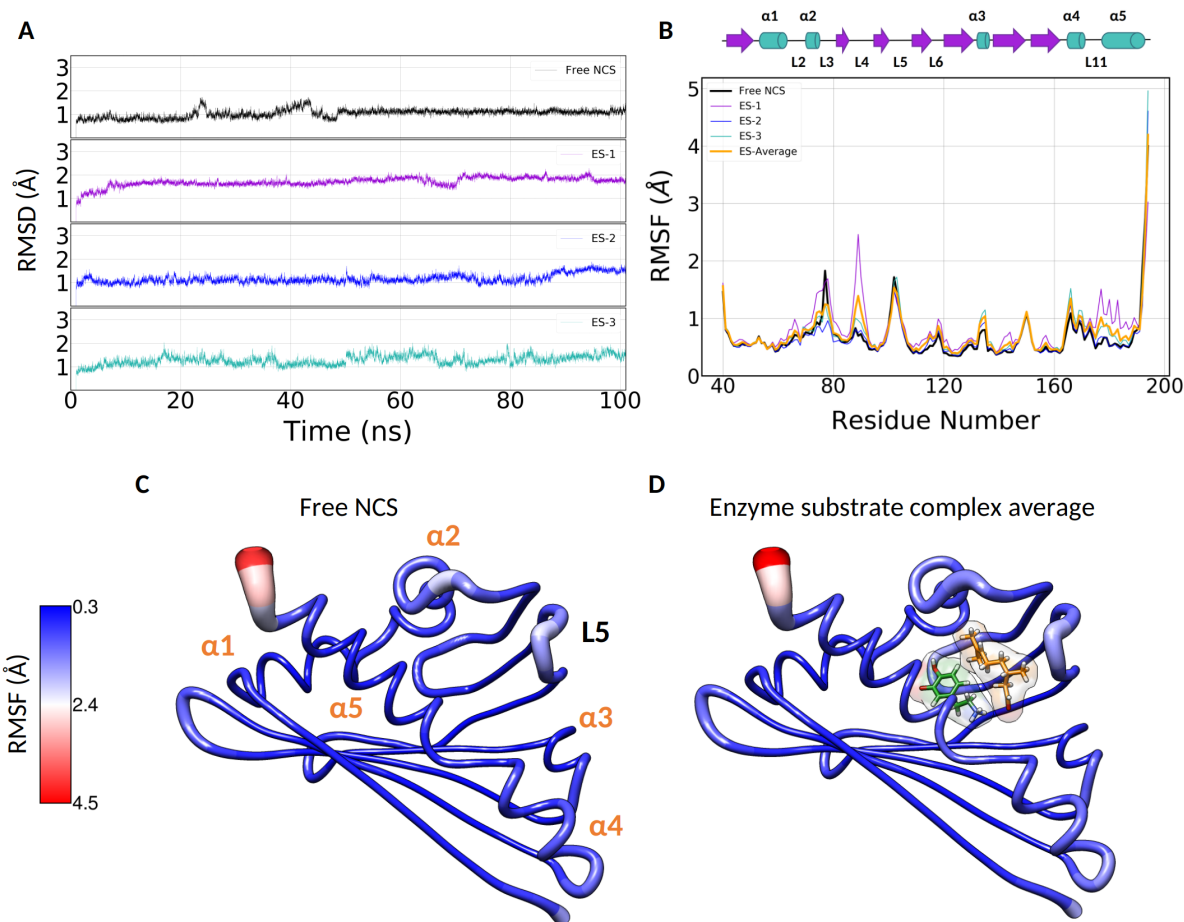 A
3
2
1
Free NCS
3
2
1
ES-1
3
2
1
ES-2
3
2
1
ES-3
RMSD (Å)
0
20
40
60
80
100
Time (ns)
B
α1
α2
α3
α4
α5
L2
L3
L4
L5
L6
L11
5
4
3
2
1
0
RMSF (Å)
Free NCS
ES-1
ES-2
ES-3
ES-Average
40
80
120
160
200
Residue Number
C
Free NCS
α2
L5
α1
α5
α3
α4
0.3
2.4
4.5
RMSF (Å)
D
Enzyme substrate complex average